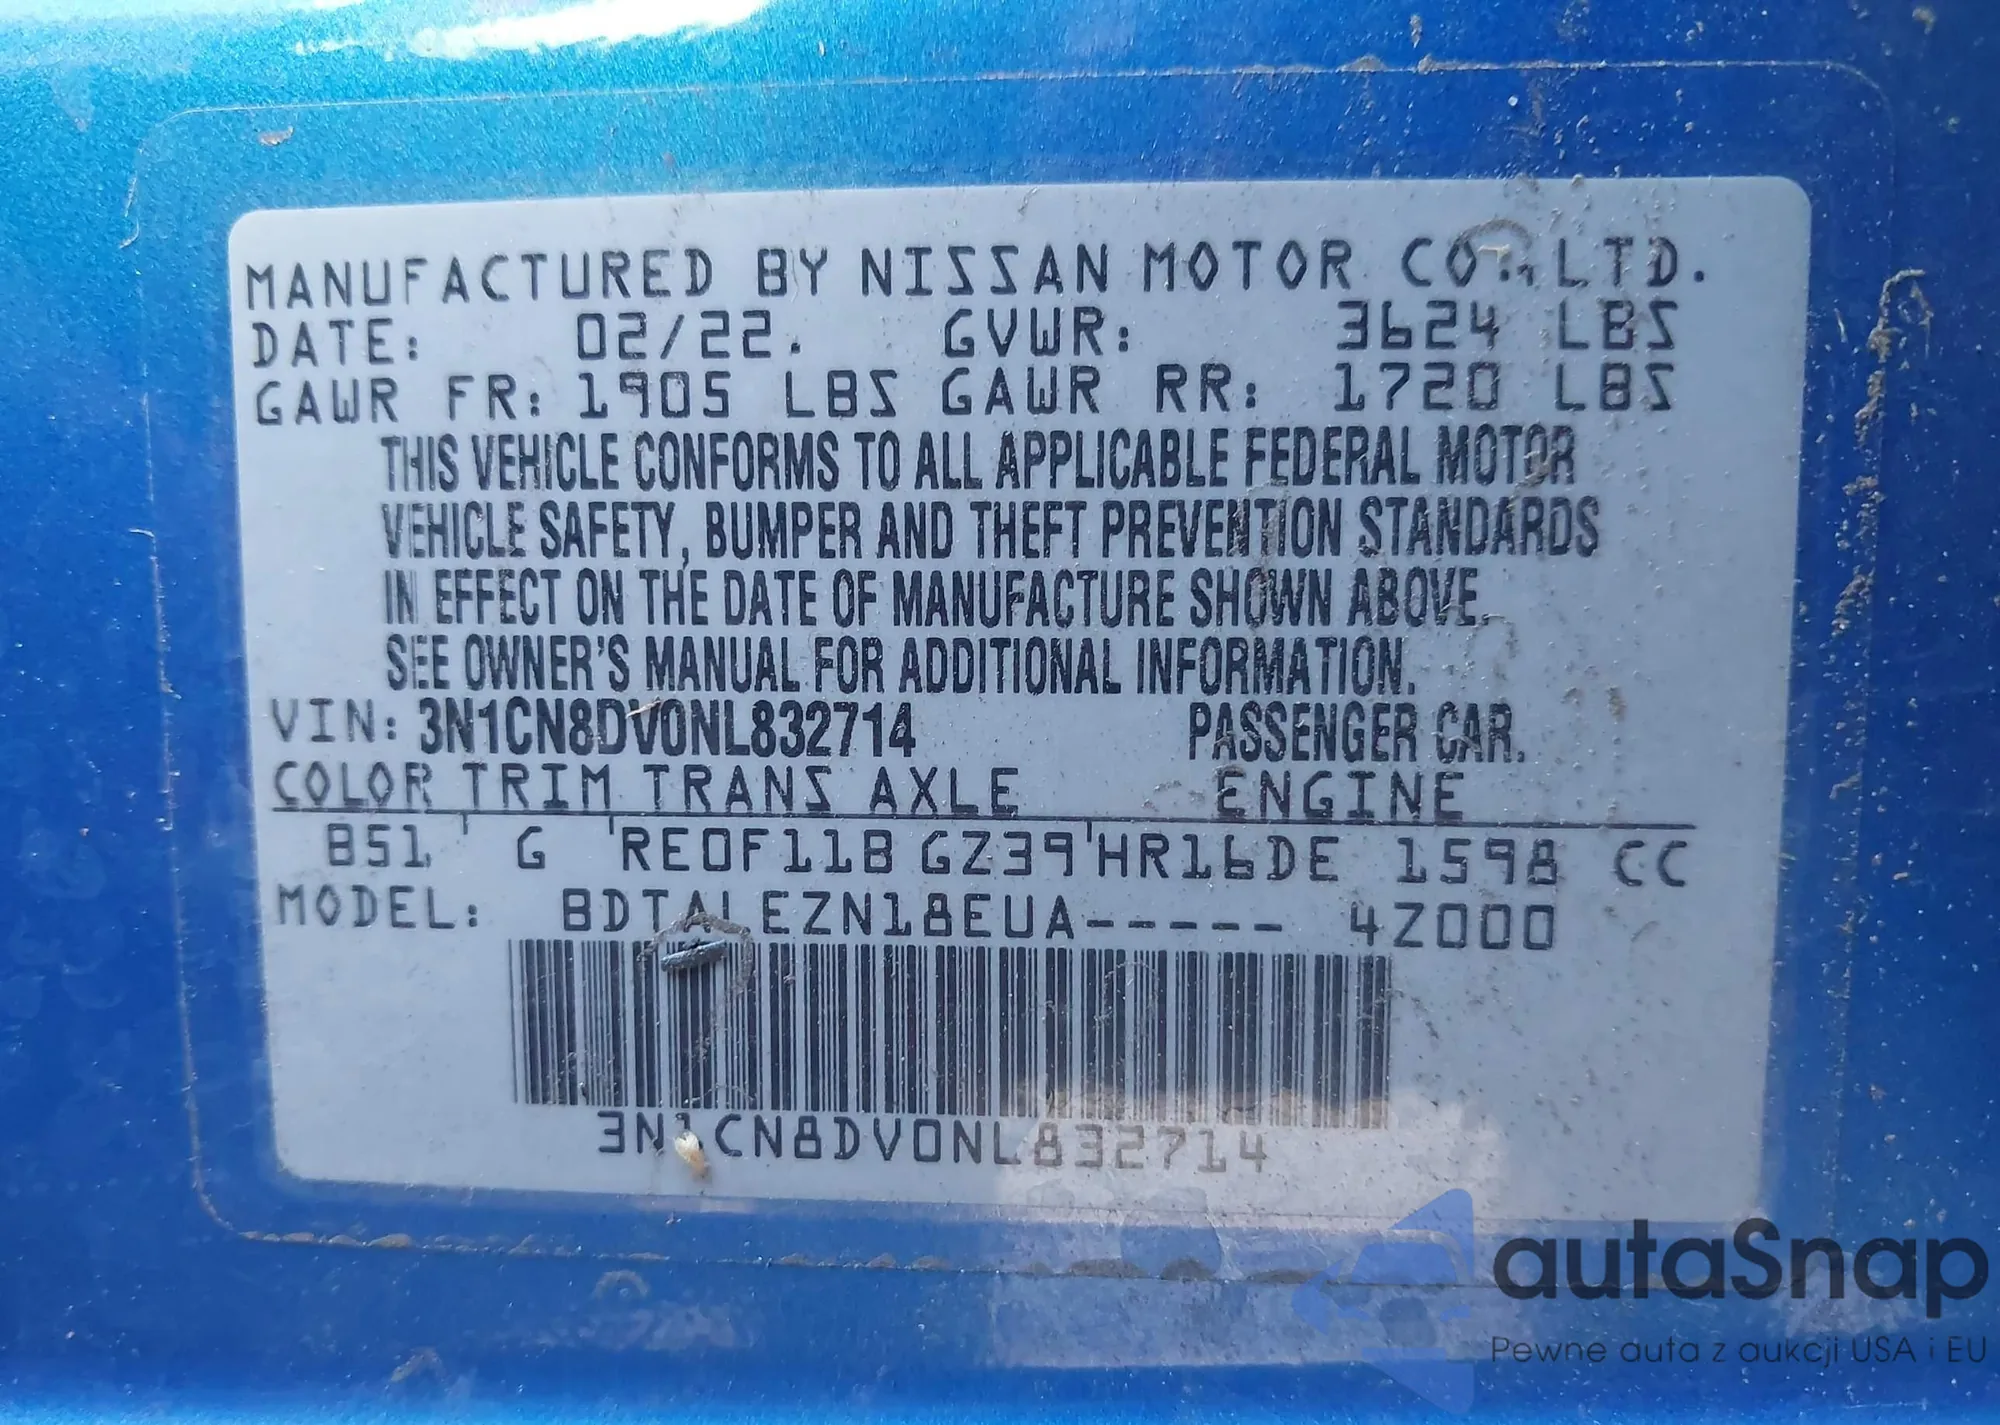 MANUFACTURED BY NISSAN MOTOR CO., LTD.
DATE: 02/22. GVWR: 3624 LBS
GAWR FR: 1905 LBS GAWR RR: 1720 LBS
THIS VEHICLE CONFORMS TO ALL APPLICABLE FEDERAL MOTOR
VEHICLE SAFETY, BUMPER AND THEFT PREVENTION STANDARDS
IN EFFECT ON THE DATE OF MANUFACTURE SHOWN ABOVE.
SEE OWNER'S MANUAL FOR ADDITIONAL INFORMATION.
VIN: 3N1CN8DV0NL832714 PASSENGER CAR.
COLOR TRIM TRANS AXLE ENGINE
B51 G RE0F11B GZ39 HR16DE 1598 CC
MODEL: BDTALEZN18EUA----- 4Z000
3N1CN8DV0NL832714
autaSnap
Pewne auta z aukcji USA i EU